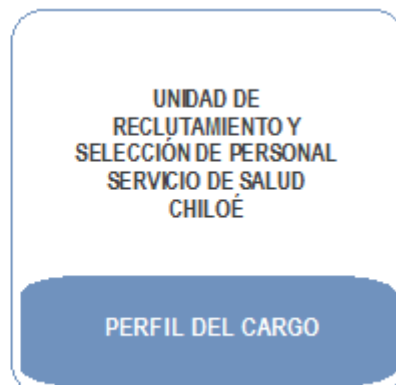 UNIDAD DE
RECLUTAMIENTO Y
SELECCIÓN DE PERSONAL
SERVICIO DE SALUD
CHILOÉ
PERFIL DEL CARGO